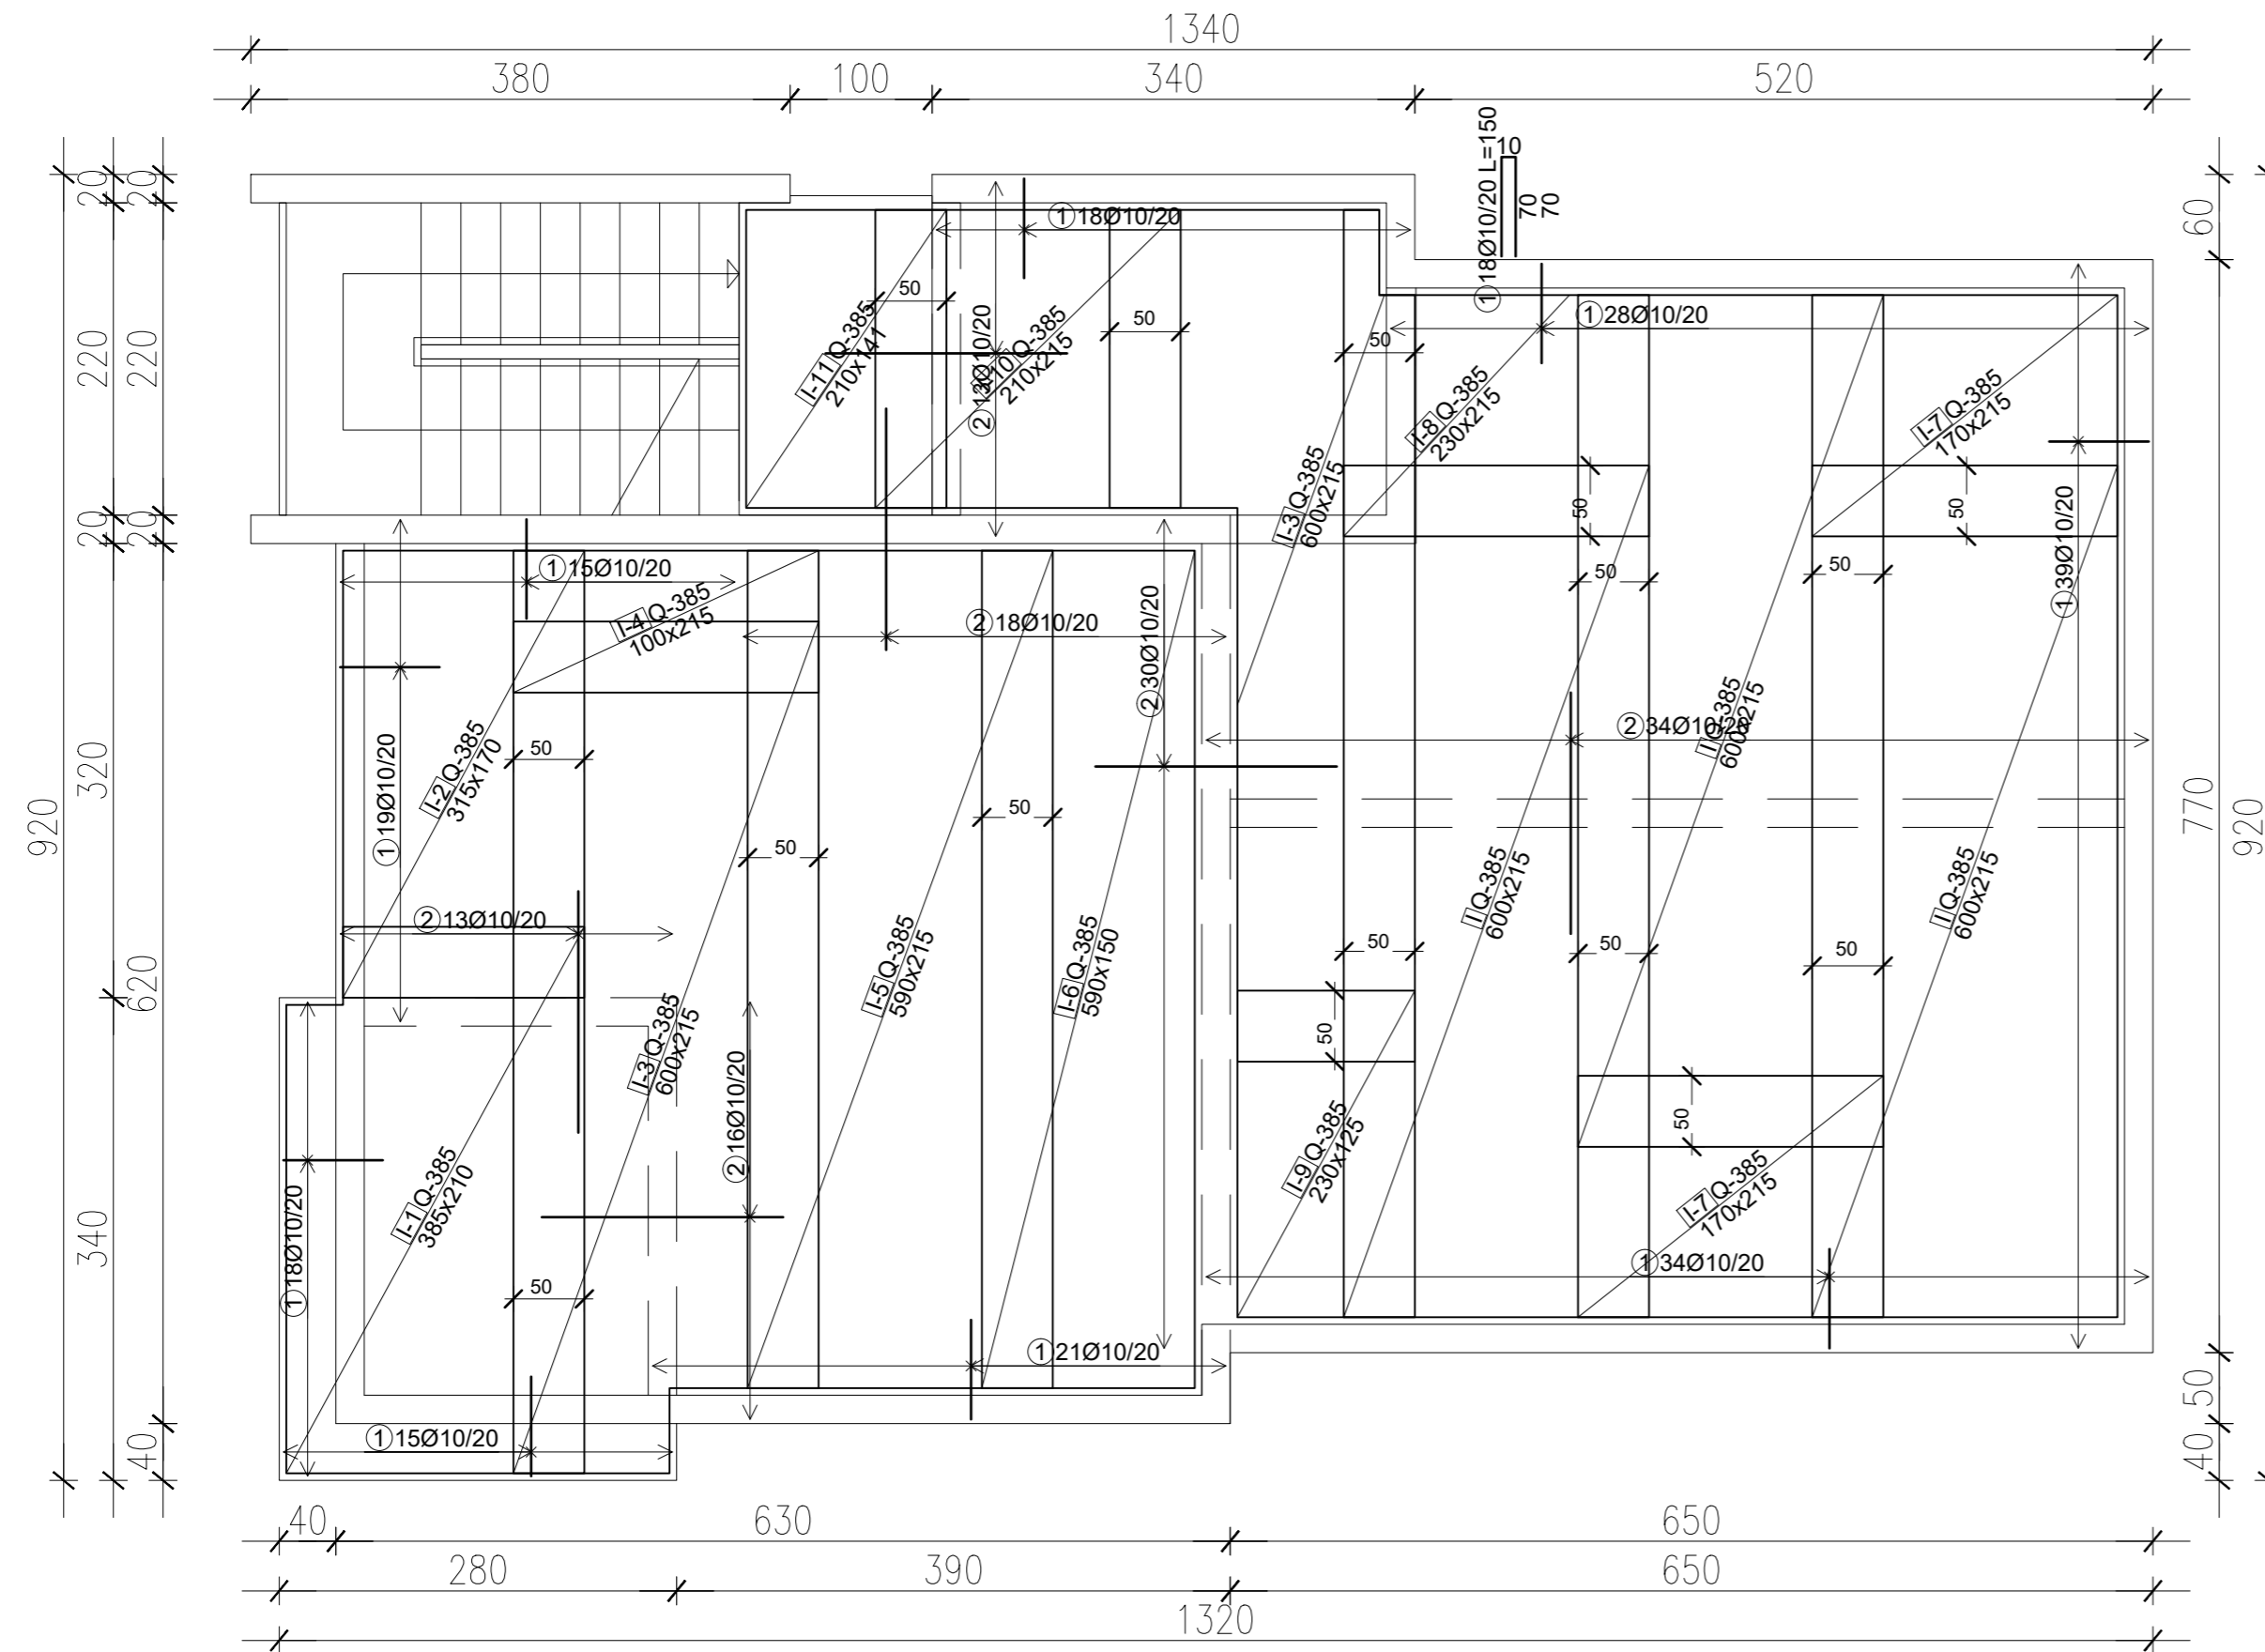 1340
380
100
340
520
①18Ø10/20 L=150
10
70
70
20
20
220
220
20
20
320
920
620
340
40
60
770
920
50
40
①18Ø10/20
50
50
50
I-11 Q-385
210x141
②13Ø10/20
I-10 Q-385
210x215
①28Ø10/20
I-8 Q-385
230x215
I-7 Q-385
170x215
I-3 Q-385
600x215
50
50
①39Ø10/20
①15Ø10/20
I-4 Q-385
100x215
②18Ø10/20
②30Ø10/20
50
50
②34Ø10/20
I Q-385
600x215
I-2 Q-385
315x170
50
①19Ø10/20
50
50
②13Ø10/20
I-5 Q-385
590x215
I-6 Q-385
590x150
I Q-385
600x215
I Q-385
600x215
50
50
50
50
I-3 Q-385
600x215
②16Ø10/20
50
I-1 Q-385
385x210
I-9 Q-385
230x125
I-7 Q-385
170x215
①18Ø10/20
50
①34Ø10/20
①21Ø10/20
①15Ø10/20
40
630
650
280
390
650
1320